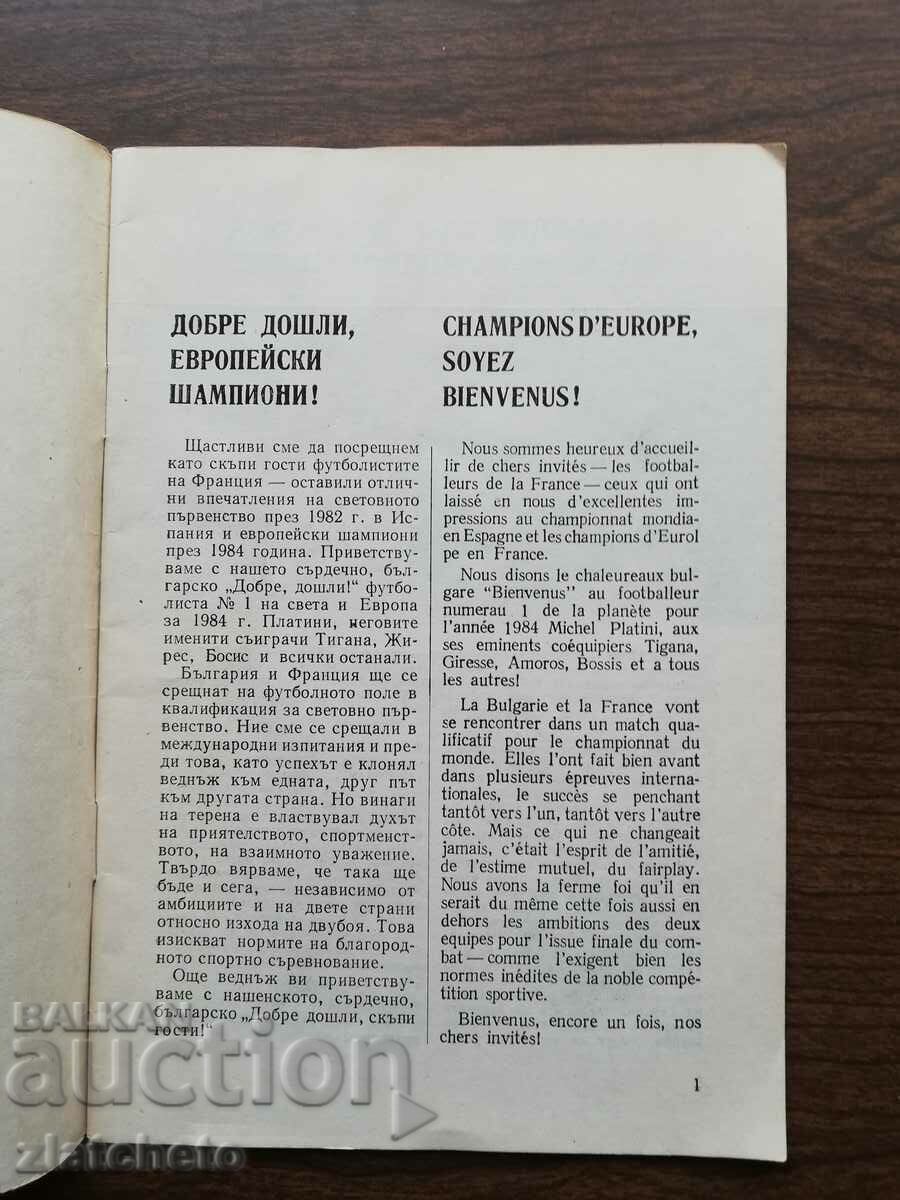 ДОБРЕ ДОШЛИ,
ЕВРОПЕЙСКИ
ШАМПИОНИ!
Щастливи сме да посрещнем
като скъпи гости футболистите
на Франция — оставили отлич-
ни впечатления на световното
първенство през 1982 г. в Ис-
пания и европейски шампиони
през 1984 година. Приветству-
ваме с нашето сърдечно, бъл-
гарско „Добре, дошли!“ футбо-
листа № 1 на света и Европа
за 1984 г. Платини, неговите
именити съиграчи Тигана, Жи-
рес, Босис и всички останали.
България и Франция ще се
срещнат на футболното поле в
квалификация за световно пър-
венство. Ние сме се срещали в
международни изпитания и пре-
ди това, като успехът е клонял
веднъж към едната, друг път
към другата страна. Но винаги
на терена е властвувал духът
на приятелството, спортменст-
вото, на взаимното уважение.
Твърдо вярваме, че така ще
бъде и сега, — независимо от
амбициите и на двете страни
относно изхода на двубоя. Това
изискват нормите на благород-
ното спортно съревнование.
Още веднъж ви приветству-
ваме с нашенското, сърдечно,
българско „Добре дошли, скъпи
гости!“
CHAMPIONS D'EUROPE,
SOYEZ
BIENVENUS!
Nous sommes heureux d'accueil-
lir de chers invités — les footbal-
leurs de la France — ceux qui ont
laissé en nous d'excellentes im-
pressions au championnat mondia-
en Espagne et les champions d'Eurol
pe en France.
Nous disons le chaleureaux bul-
gare "Bienvenus" au footballeur
numerau 1 de la planète pour
l'année 1984 Michel Platini, aux
ses eminents coéquipiers Tigana,
Giresse, Amoros, Bossis et a tous
les autres!
La Bulgarie et la France vont
se rencontrer dans un match qua-
lificatif pour le championnat du
monde. Elles l'ont fait bien avant
dans plusieurs épreuves interna-
tionales, le succès se penchant
tantôt vers l'un, tantôt vers l'autre
côte. Mais ce qui ne changeait
jamais, c'était l'esprit de l'amitié,
de l'estime mutuel, du fairplay.
Nous avons la ferme foi qu'il en
serait du même cette fois aussi en
dehors les ambitions des deux
equipes pour l'issue finale du com-
bat — comme l'exigent bien les
normes inédites de la noble compé-
tition sportive.
Bienvenus, encore un fois, nos
chers invités!
1
BALKAN
auction
zlatcheto